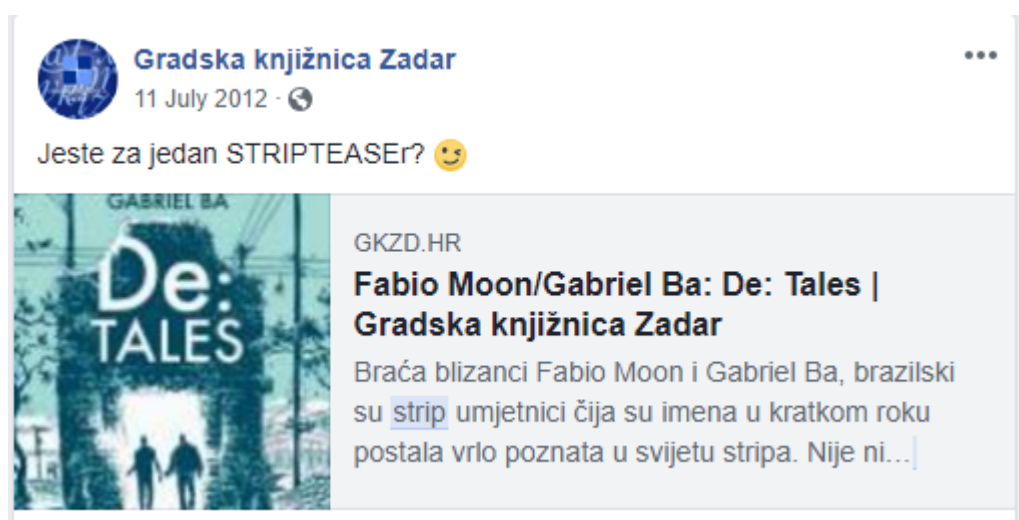 Gradska knjižnica Zadar
11 July 2012 ·
Jeste za jedan STRIPTEASEr? 😉
GABRIEL BA
De:
TALES
GKZD.HR
Fabio Moon/Gabriel Ba: De: Tales |
Gradska knjižnica Zadar
Braća blizanci Fabio Moon i Gabriel Ba, brazilski
su strip umjetnici čija su imena u kratkom roku
postala vrlo poznata u svijetu stripa. Nije ni...